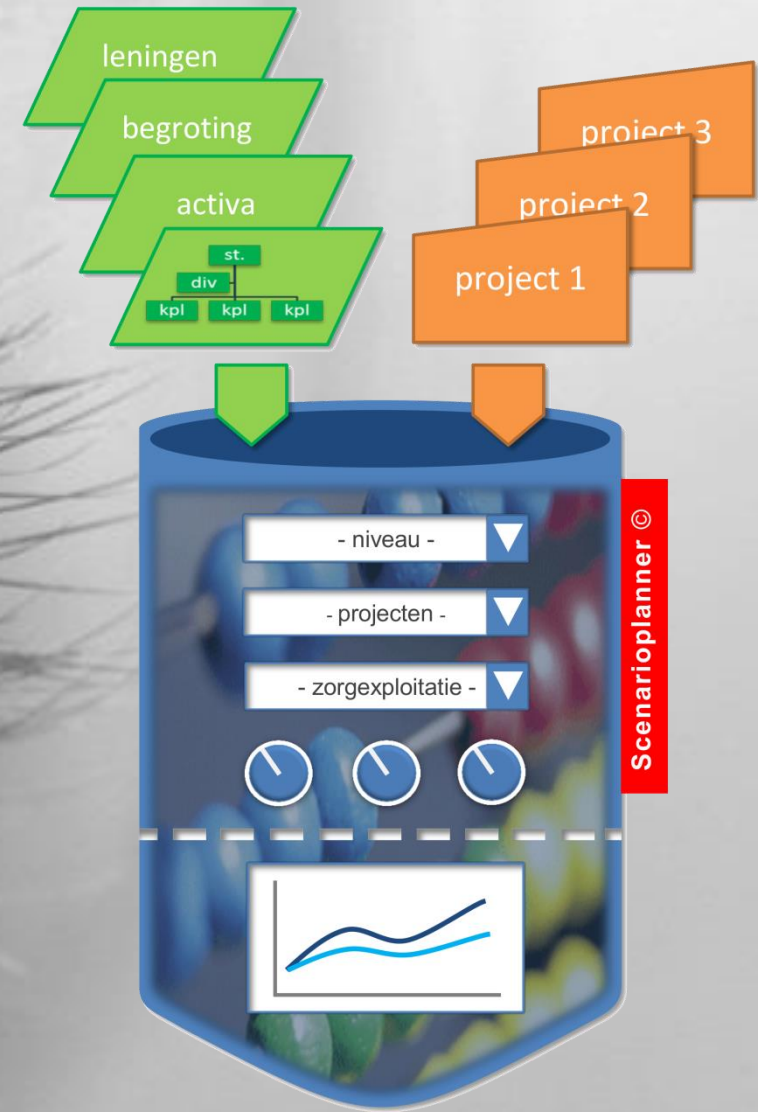 leningen
begroting
activa
st.
div
kpl kpl kpl
project 3
project 2
project 1
- niveau -
- projecten -
- zorgexploitatie -
Scenarioplanner ©